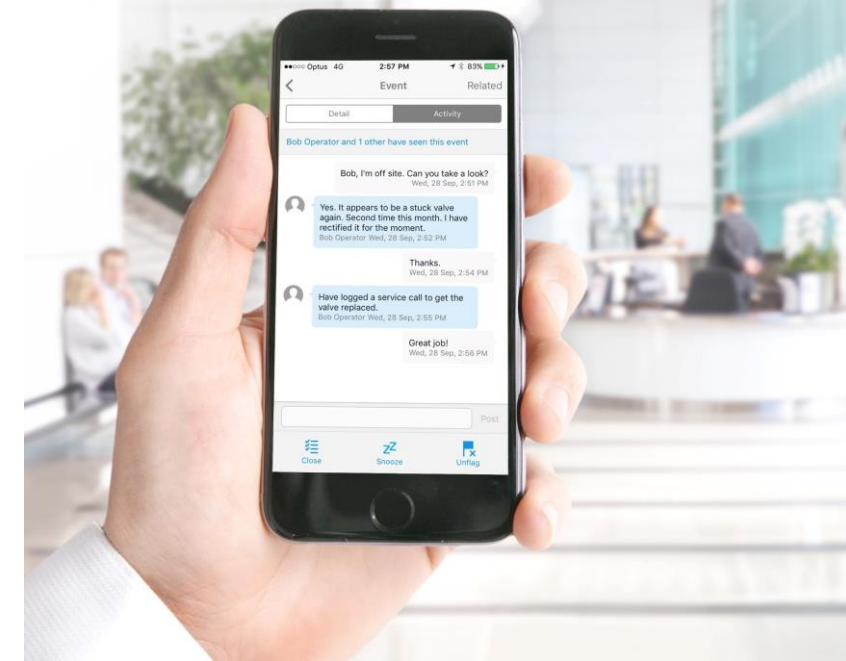 ●●○○○ Optus 4G 2:57 PM 83%
Event Related
Detail Activity
Bob Operator and 1 other have seen this event
Bob, I'm off site. Can you take a look?
Wed, 28 Sep, 2:51 PM
Yes. It appears to be a stuck valve
again. Second time this month. I have
rectified it for the moment.
Bob Operator Wed, 28 Sep, 2:52 PM
Thanks.
Wed, 28 Sep, 2:54 PM
Have logged a service call to get the
valve replaced.
Bob Operator Wed, 28 Sep, 2:55 PM
Great job!
Wed, 28 Sep, 2:56 PM
Post
zZ
Close Snooze Unflag